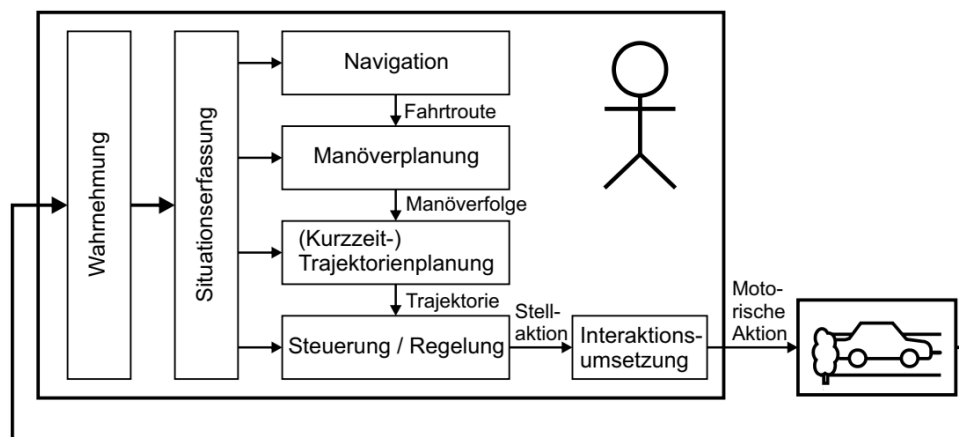 Wahrnehmung
Situationserfassung
Navigation
Fahrtroute
Manöverplanung
Manöverfolge
(Kurzzeit-)
Trajektorienplanung
Trajektorie
Steuerung / Regelung
Stell-
aktion
Interaktions-
umsetzung
Moto-
rische
Aktion